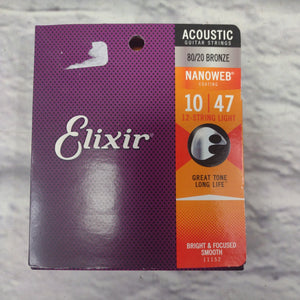 ACOUSTIC
GUITAR STRINGS
80/20 BRONZE
NANOWEB®
COATING
10 | 47
12-STRING LIGHT
Elixir®
GREAT TONE
LONG LIFE™
BRIGHT & FOCUSED
SMOOTH
11152